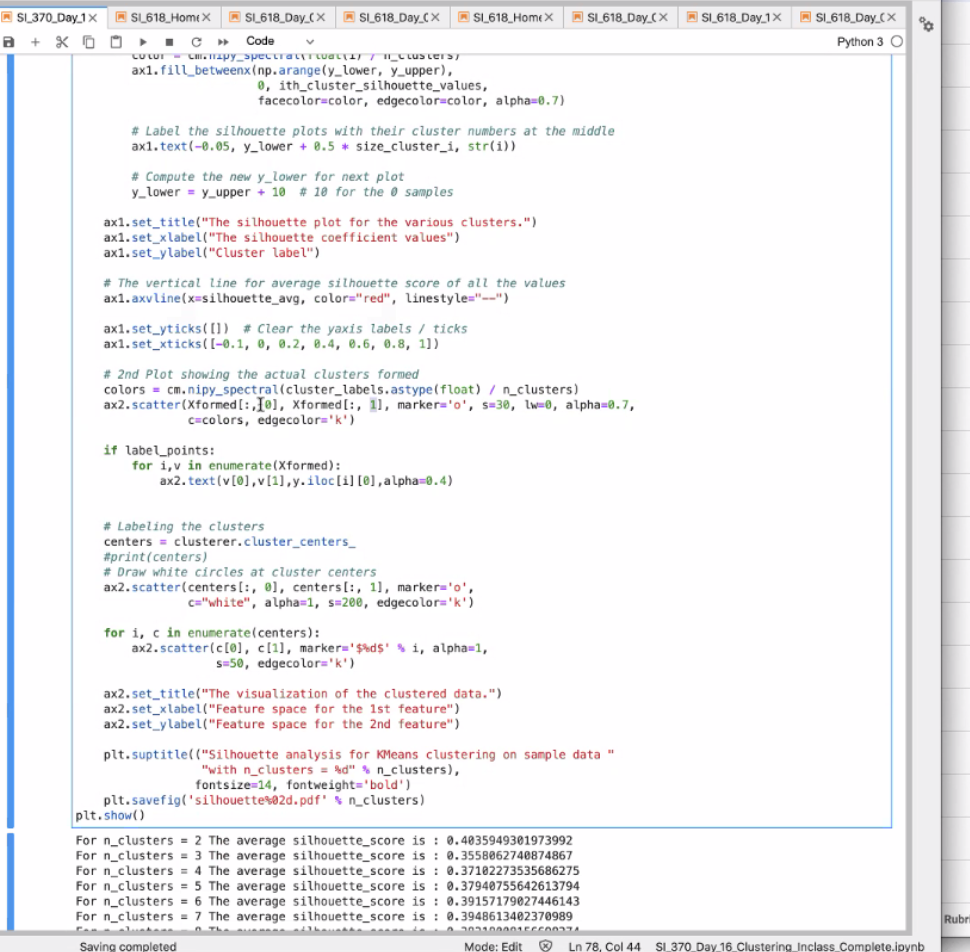 SI_370_Day_1 SI_618_Home SI_618_Day_0 SI_618_Day_0 SI_618_Home SI_618_Day_0 SI_618_Day_1 SI_618_Day_0
Code Python 3
color = cm.nipy_spectral(float(i) / n_clusters)
ax1.fill_betweenx(np.arange(y_lower, y_upper),
0, ith_cluster_silhouette_values,
facecolor=color, edgecolor=color, alpha=0.7)
# Label the silhouette plots with their cluster numbers at the middle
ax1.text(-0.05, y_lower + 0.5 * size_cluster_i, str(i))
# Compute the new y_lower for next plot
y_lower = y_upper + 10  # 10 for the 0 samples
ax1.set_title("The silhouette plot for the various clusters.")
ax1.set_xlabel("The silhouette coefficient values")
ax1.set_ylabel("Cluster label")
# The vertical line for average silhouette score of all the values
ax1.axvline(x=silhouette_avg, color="red", linestyle="--")
ax1.set_yticks([])  # Clear the yaxis labels / ticks
ax1.set_xticks([-0.1, 0, 0.2, 0.4, 0.6, 0.8, 1])
# 2nd Plot showing the actual clusters formed
colors = cm.nipy_spectral(cluster_labels.astype(float) / n_clusters)
ax2.scatter(Xformed[:, 0], Xformed[:, 1], marker='o', s=30, lw=0, alpha=0.7,
c=colors, edgecolor='k')
if label_points:
for i,v in enumerate(Xformed):
ax2.text(v[0],v[1],y.iloc[i][0],alpha=0.4)
# Labeling the clusters
centers = clusterer.cluster_centers_
#print(centers)
# Draw white circles at cluster centers
ax2.scatter(centers[:, 0], centers[:, 1], marker='o',
c="white", alpha=1, s=200, edgecolor='k')
for i, c in enumerate(centers):
ax2.scatter(c[0], c[1], marker='$%d$' % i, alpha=1,
s=50, edgecolor='k')
ax2.set_title("The visualization of the clustered data.")
ax2.set_xlabel("Feature space for the 1st feature")
ax2.set_ylabel("Feature space for the 2nd feature")
plt.suptitle(("Silhouette analysis for KMeans clustering on sample data "
"with n_clusters = %d" % n_clusters),
fontsize=14, fontweight='bold')
plt.savefig('silhouette%02d.pdf' % n_clusters)
plt.show()
For n_clusters = 2 The average silhouette_score is : 0.4035949301973992
For n_clusters = 3 The average silhouette_score is : 0.3558062740874867
For n_clusters = 4 The average silhouette_score is : 0.37102273535686275
For n_clusters = 5 The average silhouette_score is : 0.37940755642613794
For n_clusters = 6 The average silhouette_score is : 0.39157179027446143
For n_clusters = 7 The average silhouette_score is : 0.3948613402370989
For n_clusters = 8 The average silhouette_score is :
Rubri
Saving completed Mode: Edit Ln 78, Col 44 SI_370_Day_16_Clustering_Inclass_Complete.ipynb